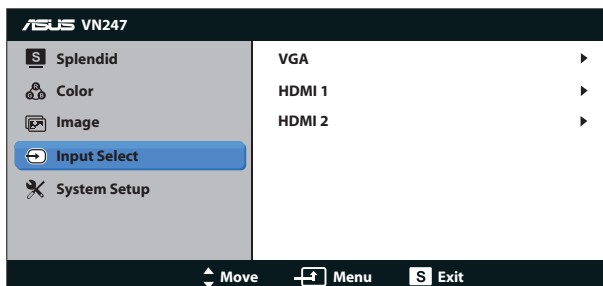 ASUS VN247
S Splendid
Color
Image
Input Select
System Setup
VGA
HDMI 1
HDMI 2
Move Menu S Exit